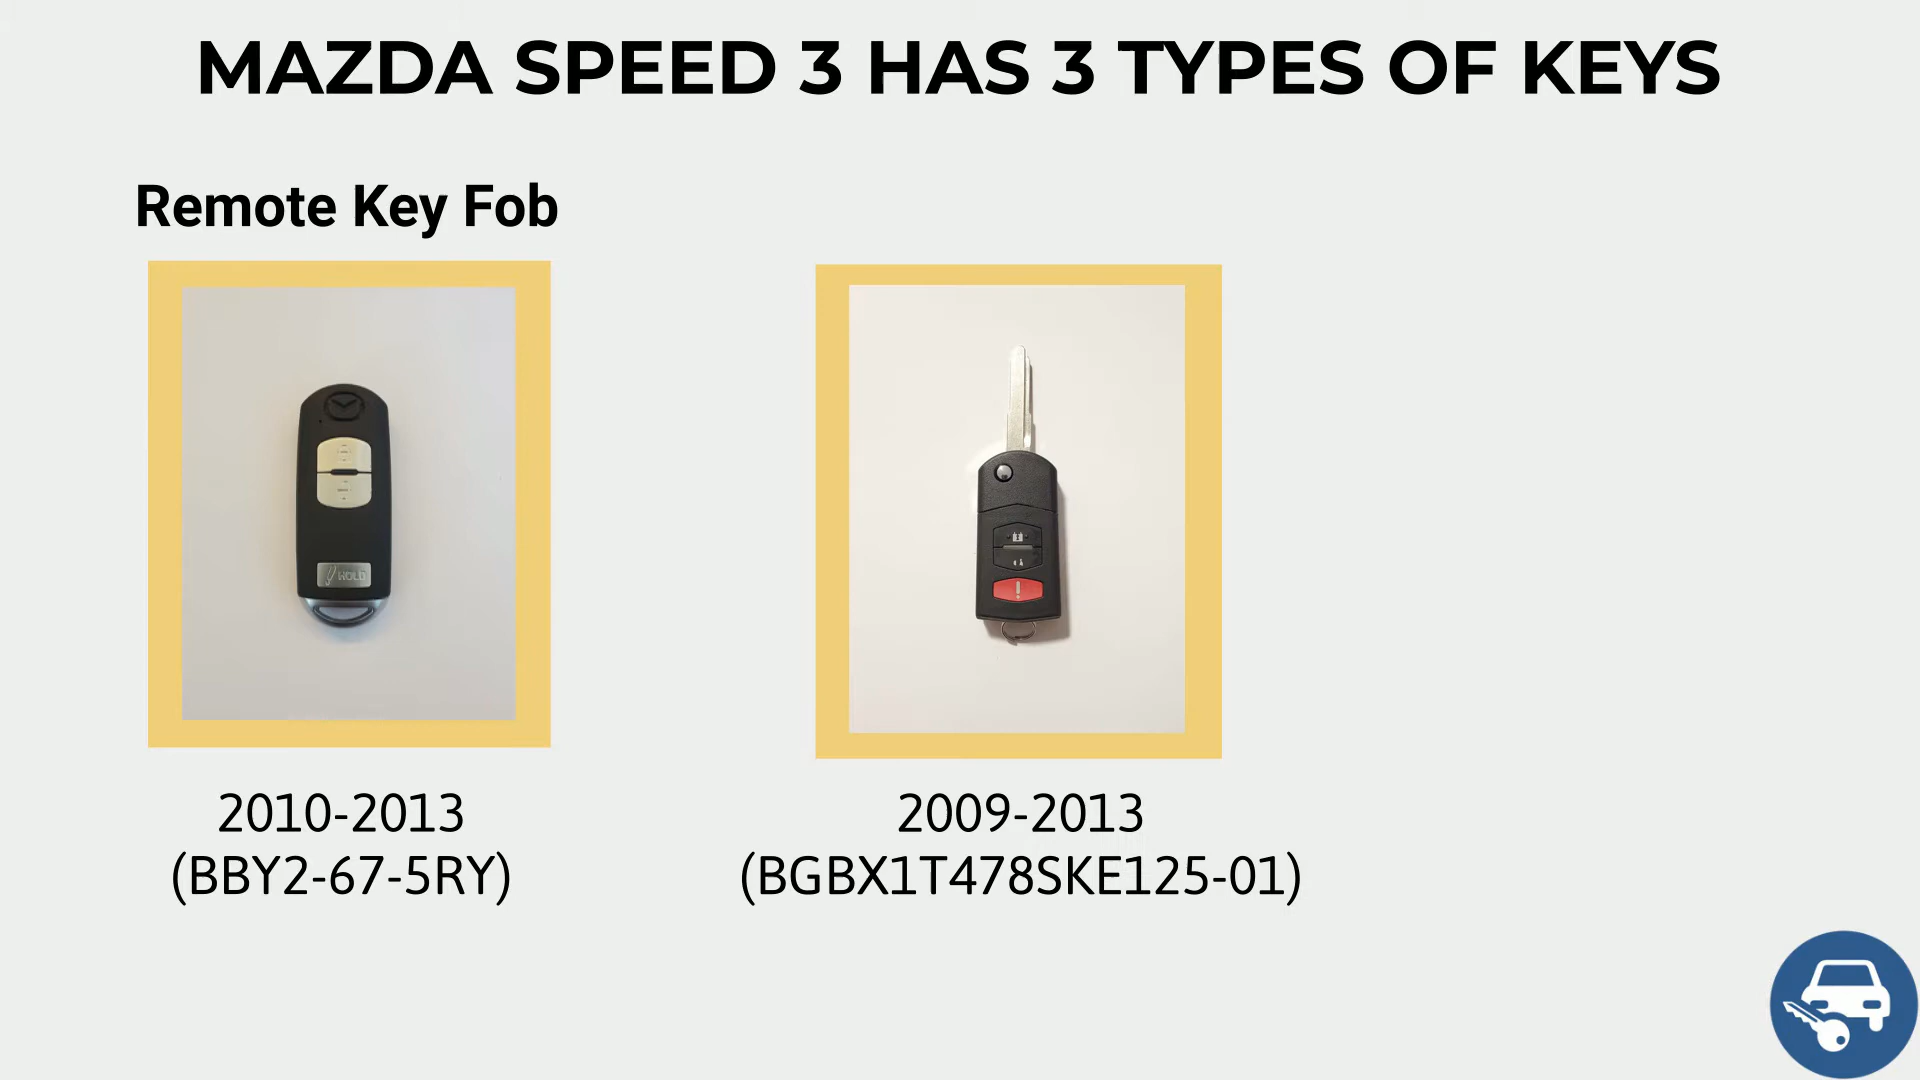 MAZDA SPEED 3 HAS 3 TYPES OF KEYS
Remote Key Fob
HOLD
2010-2013
(BBY2-67-5RY)
2009-2013
(BGBX1T478SKE125-01)